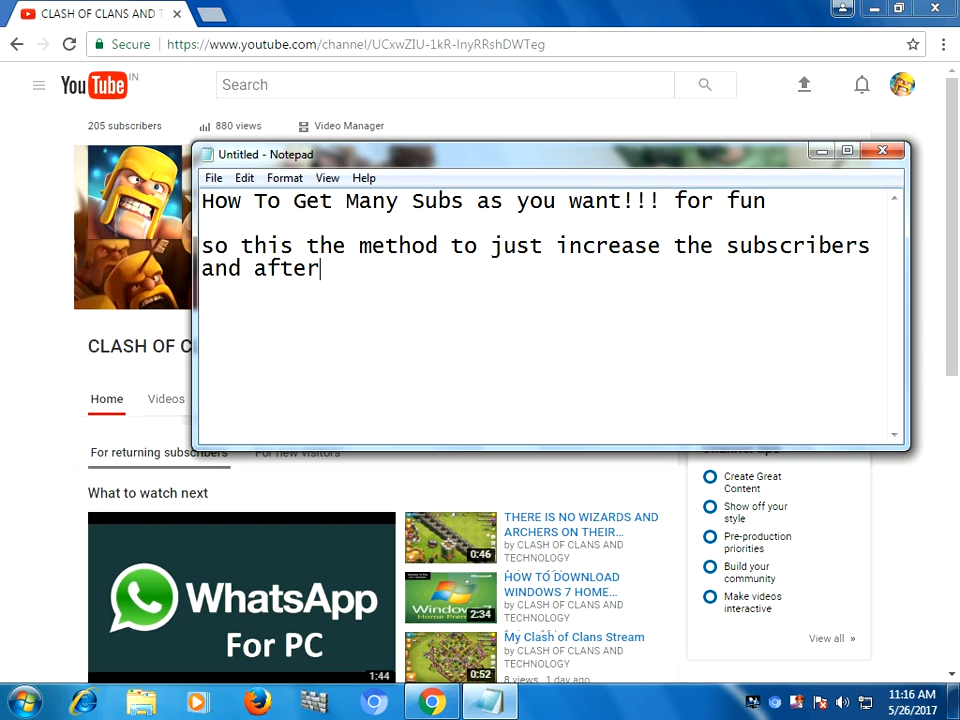 CLASH OF CLANS AND T
Secure
https://www.youtube.com/channel/UCxwZIU-1kR-InyRRshDWTeg
YouTube IN
Search
205 subscribers
880 views
Video Manager
Untitled - Notepad
File Edit Format View Help
How To Get Many Subs as you want!!! for fun
so this the method to just increase the subscribers
and after
CLASH OF C
Home Videos
For returning subscribers
For new visitors
What to watch next
WhatsApp
For PC
1:44
THERE IS NO WIZARDS AND
ARCHERS ON THEIR...
by CLASH OF CLANS AND
TECHNOLOGY
0:46
HOW TO DOWNLOAD
WINDOWS 7 HOME...
by CLASH OF CLANS AND
TECHNOLOGY
2:34
My Clash of Clans Stream
by CLASH OF CLANS AND
TECHNOLOGY
8 views 1 day ago
0:52
Channel tips
Create Great
Content
Show off your
style
Pre-production
priorities
Build your
community
Make videos
interactive
View all »
11:16 AM
5/26/2017